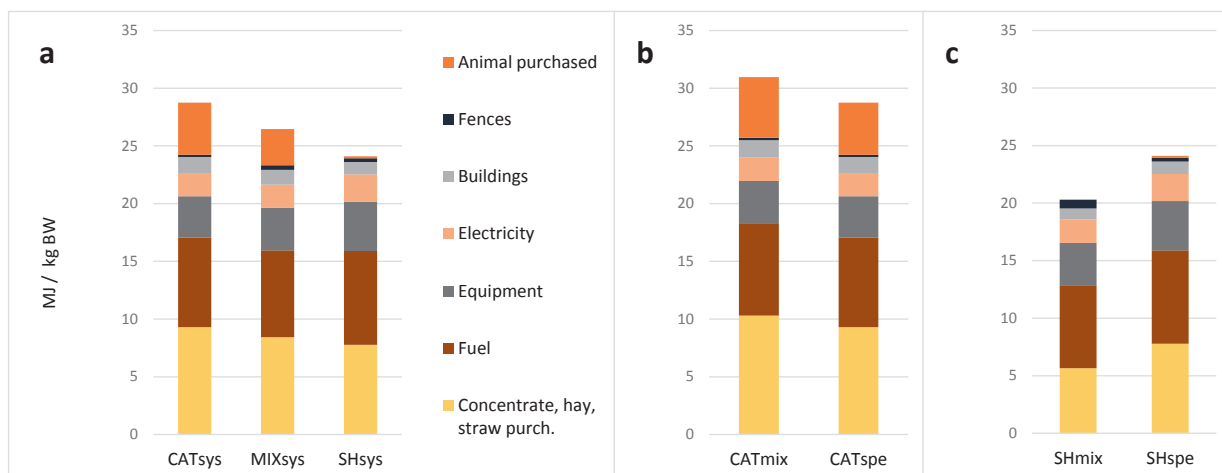 a
MJ / kg BW
35
30
25
20
15
10
5
0
CATsys MIXsys SHsys
Animal purchased
Fences
Buildings
Electricity
Equipment
Fuel
Concentrate, hay,
straw purch.
b
35
30
25
20
15
10
5
0
CATmix CATspe
c
35
30
25
20
15
10
5
0
SHmix SHspe